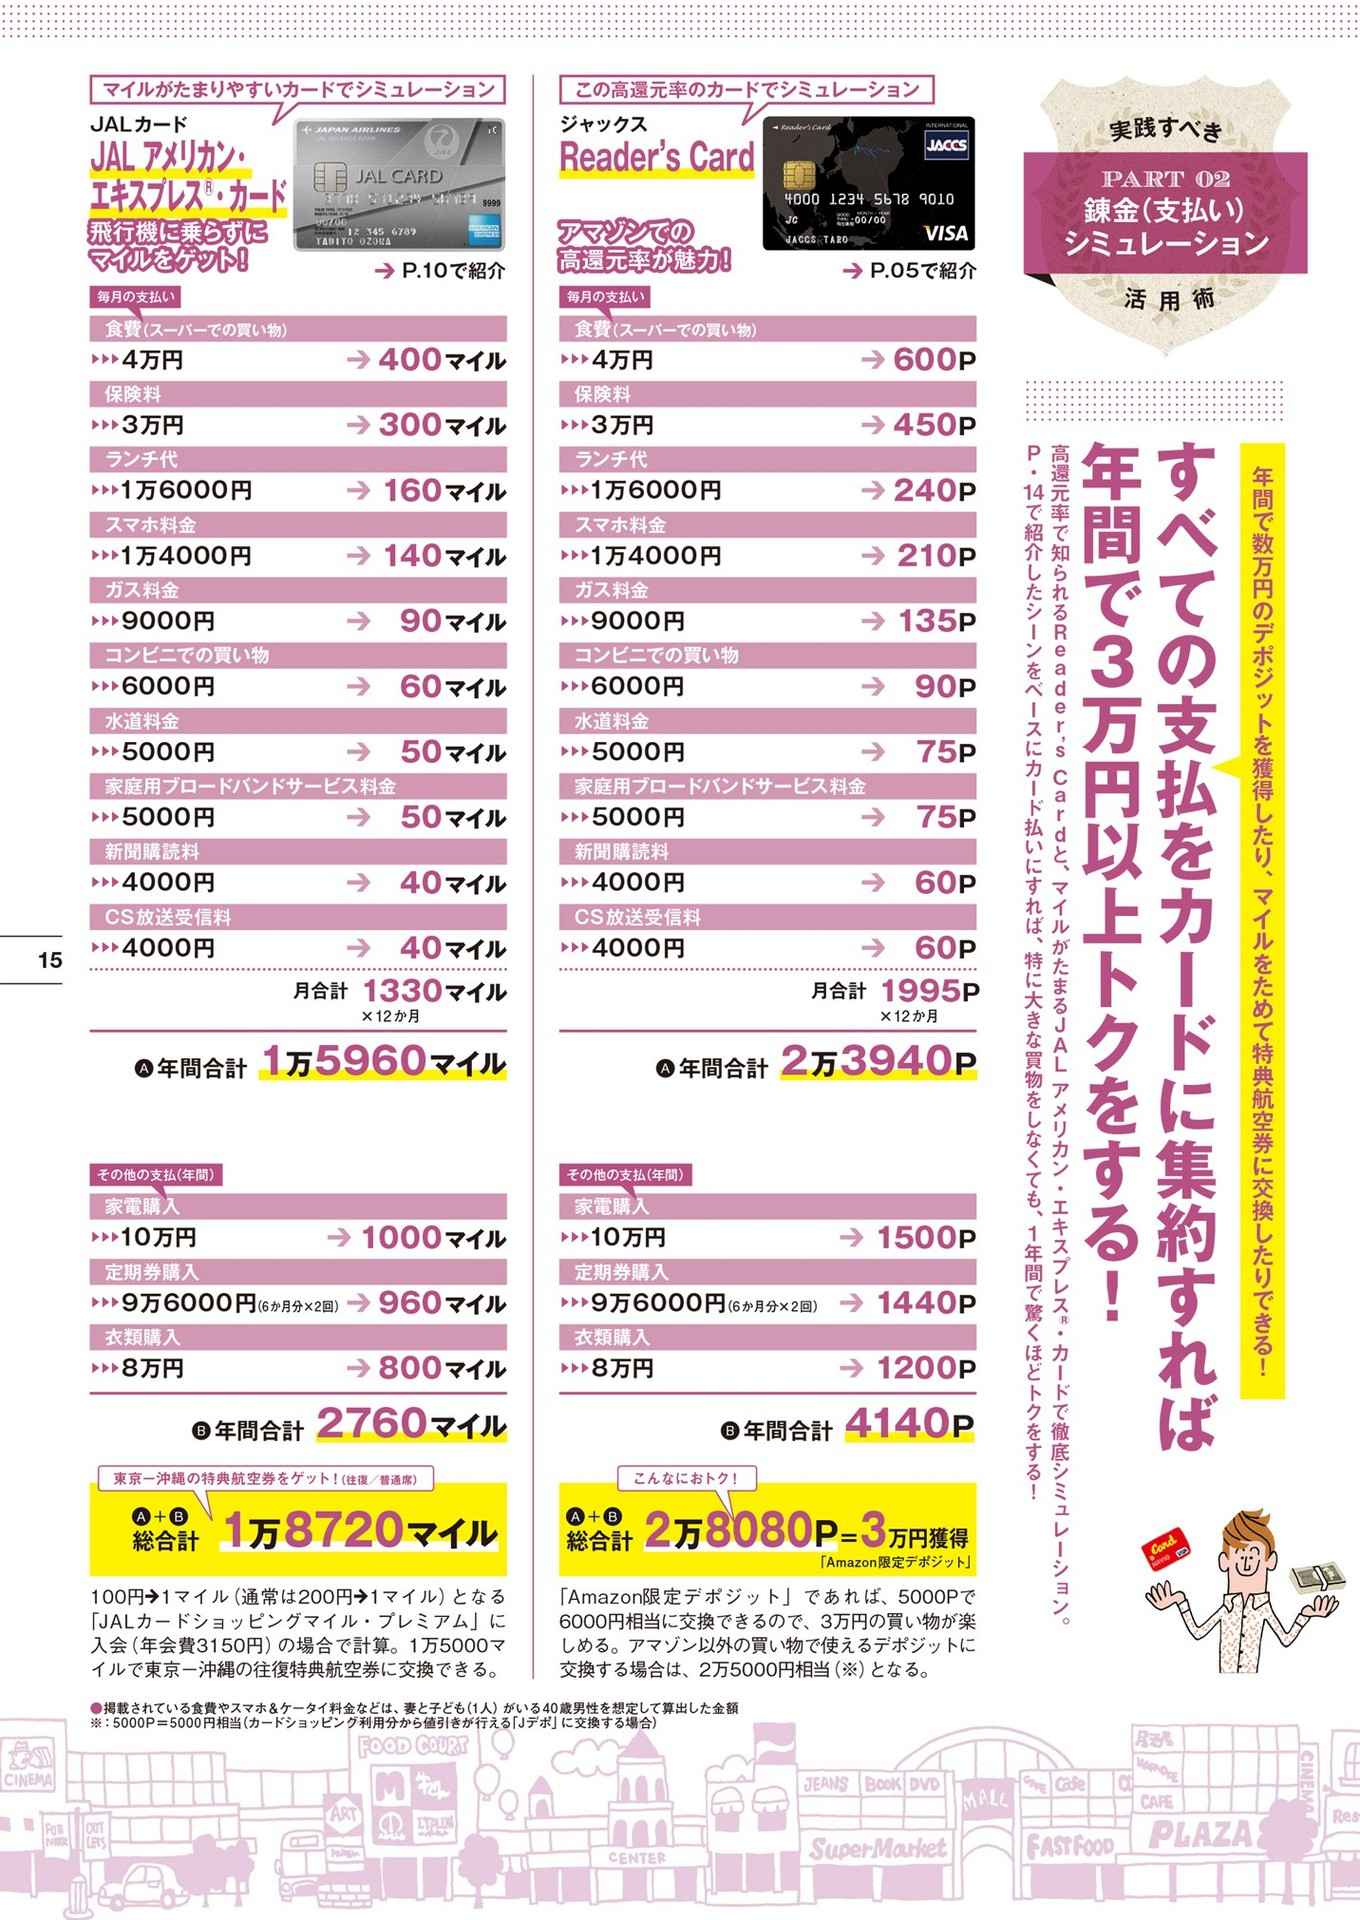 実践すべき
PART 02
錬金(支払い)
シミュレーション
活用術
年間で数万円のデポジットを獲得したり、マイルをためて特典航空券に交換したりできる!
すべての支払をカードに集約すれば
年間で3万円以上トクをする!
高還元率で知られるReader's Cardと、マイルがたまるJAL アメリカン・エキスプレス®・カードで徹底シミュレーション。
P・14で紹介したシーンをベースにカード払いにすれば、特に大きな買物をしなくても、1年間で驚くほどトクをする!
この高還元率のカードでシミュレーション
ジャックス
Reader's Card
アマゾンでの
高還元率が魅力!
Reader's Card
INTERNATIONAL
JACCS
4000 1234 5678 9010
00/00
JACCS TARO
VISA
→ P.05で紹介
毎月の支払い
食費(スーパーでの買い物)
4万円 → 600P
保険料
3万円 → 450P
ランチ代
1万6000円 → 240P
スマホ料金
1万4000円 → 210P
ガス料金
9000円 → 135P
コンビニでの買い物
6000円 → 90P
水道料金
5000円 → 75P
家庭用ブロードバンドサービス料金
5000円 → 75P
新聞購読料
4000円 → 60P
CS放送受信料
4000円 → 60P
月合計 1995P
×12か月
A 年間合計 2万3940P
その他の支払(年間)
家電購入
10万円 → 1500P
定期券購入
9万6000円(6か月分×2回) → 1440P
衣類購入
8万円 → 1200P
B 年間合計 4140P
こんなにおトク!
A+B
総合計 2万8080P=3万円獲得
「Amazon限定デポジット」
「Amazon限定デポジット」であれば、5000Pで
6000円相当に交換できるので、3万円の買い物が楽
しめる。アマゾン以外の買い物で使えるデポジットに
交換する場合は、2万5000円相当(※)となる。
マイルがたまりやすいカードでシミュレーション
JALカード
JAL アメリカン・
エキスプレス®・カード
飛行機に乗らずに
マイルをゲット!
JAPAN AIRLINES
JAL
JAL CARD
9999
12 345 6789
→ P.10で紹介
毎月の支払い
食費(スーパーでの買い物)
4万円 → 400マイル
保険料
3万円 → 300マイル
ランチ代
1万6000円 → 160マイル
スマホ料金
1万4000円 → 140マイル
ガス料金
9000円 → 90マイル
コンビニでの買い物
6000円 → 60マイル
水道料金
5000円 → 50マイル
家庭用ブロードバンドサービス料金
5000円 → 50マイル
新聞購読料
4000円 → 40マイル
CS放送受信料
4000円 → 40マイル
月合計 1330マイル
×12か月
A 年間合計 1万5960マイル
その他の支払(年間)
家電購入
10万円 → 1000マイル
定期券購入
9万6000円(6か月分×2回) → 960マイル
衣類購入
8万円 → 800マイル
B 年間合計 2760マイル
東京ー沖縄の特典航空券をゲット!(往復/普通席)
A+B
総合計 1万8720マイル
100円→1マイル(通常は200円→1マイル)となる
「JALカードショッピングマイル・プレミアム」に
入会(年会費3150円)の場合で計算。1万5000マ
イルで東京ー沖縄の往復特典航空券に交換できる。
●掲載されている食費やスマホ&ケータイ料金などは、妻と子ども(1人)がいる40歳男性を想定して算出した金額
※:5000P=5000円相当(カードショッピング利用分から値引きが行える「Jデポ」に交換する場合)
15
Card
CINEMA
OUT
LETS
FOOD COURT
ART
CENTER
JEANS BOOK DVD
SuperMarket
MALL
Cafe
FASTFOOD
CAFE
PLAZA
CINEMA